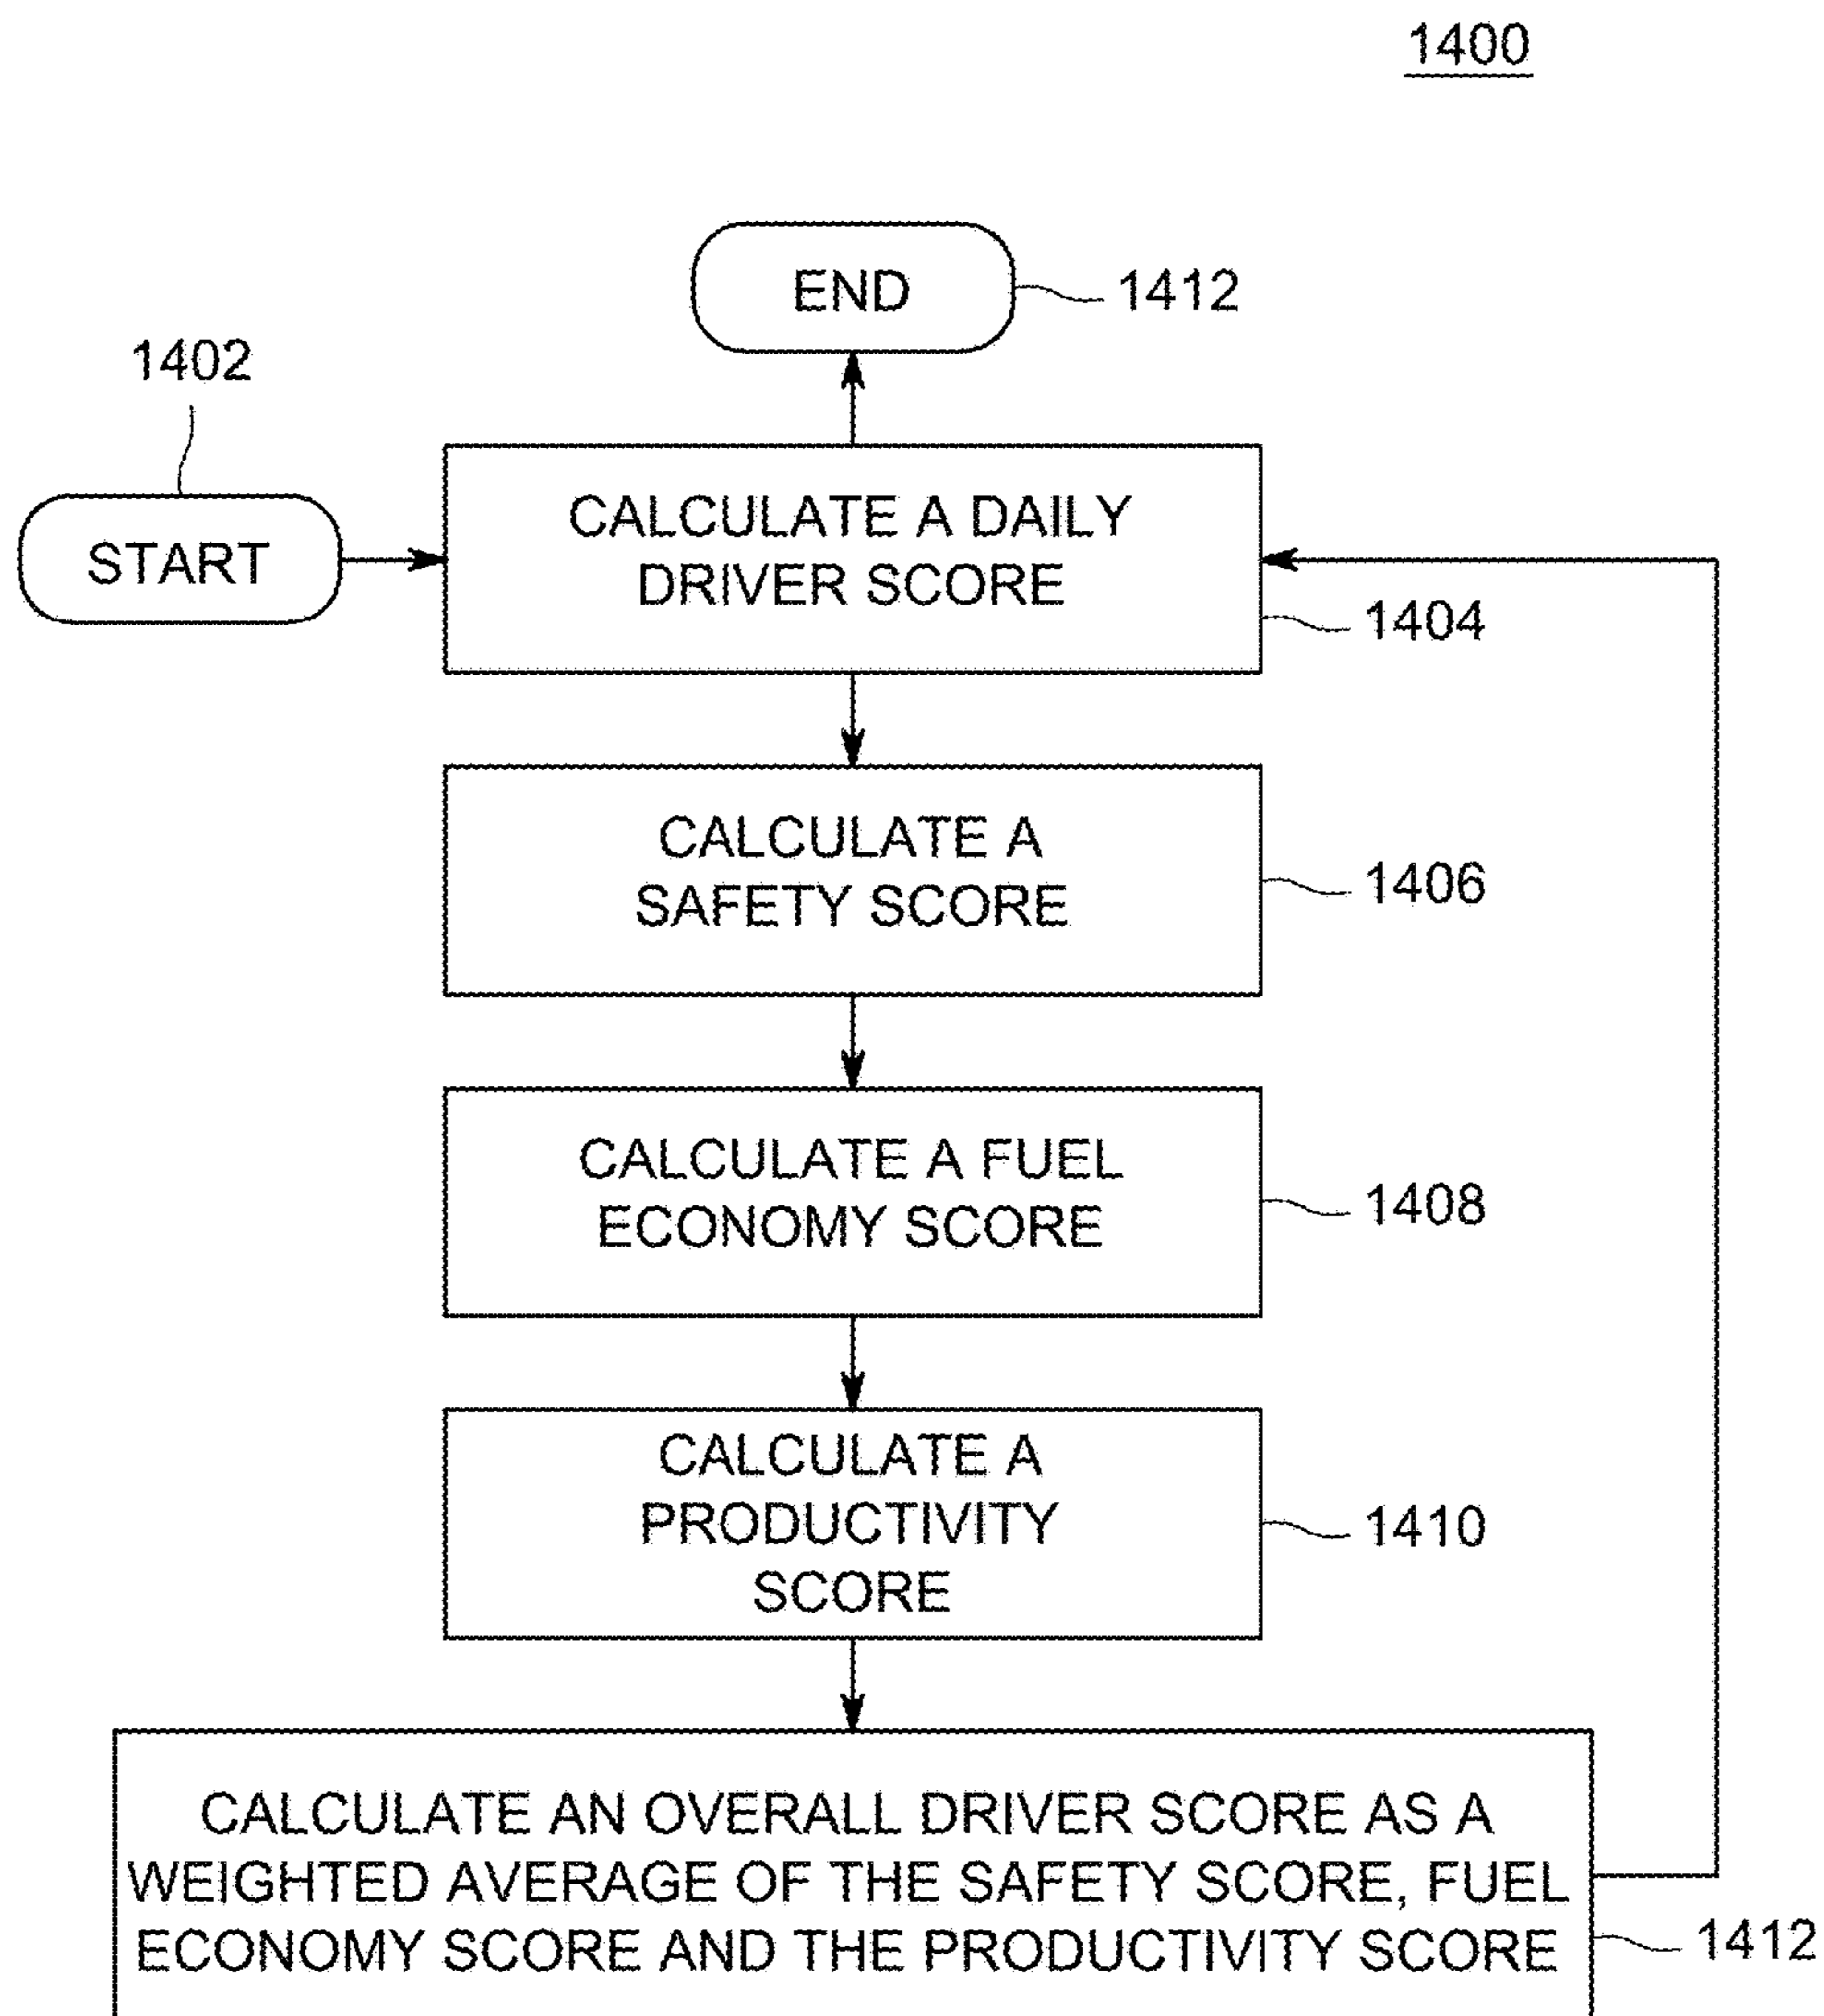 1400
END
1412
1402
START
CALCULATE A DAILY
DRIVER SCORE
1404
CALCULATE A
SAFETY SCORE
1406
CALCULATE A FUEL
ECONOMY SCORE
1408
CALCULATE A
PRODUCTIVITY
SCORE
1410
CALCULATE AN OVERALL DRIVER SCORE AS A
WEIGHTED AVERAGE OF THE SAFETY SCORE, FUEL
ECONOMY SCORE AND THE PRODUCTIVITY SCORE
1412